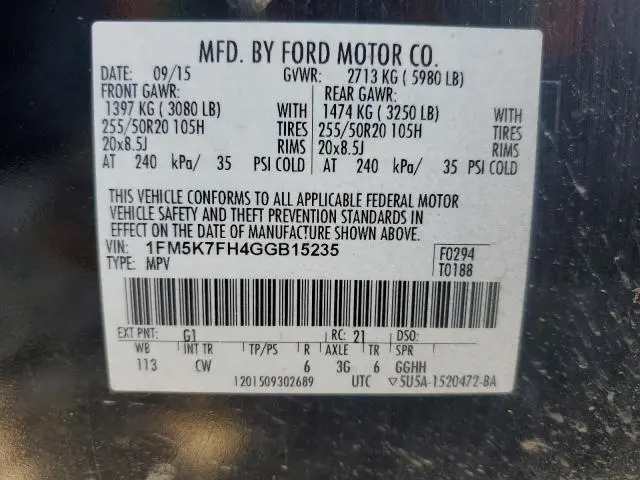 MFD. BY FORD MOTOR CO.
DATE: 09/15 GVWR: 2713 KG ( 5980 LB)
FRONT GAWR: REAR GAWR:
1397 KG ( 3080 LB) WITH 1474 KG ( 3250 LB) WITH
255/50R20 105H TIRES 255/50R20 105H TIRES
20x8.5J RIMS 20x8.5J RIMS
AT 240 kPa/ 35 PSI COLD AT 240 kPa/ 35 PSI COLD
THIS VEHICLE CONFORMS TO ALL APPLICABLE FEDERAL MOTOR
VEHICLE SAFETY AND THEFT PREVENTION STANDARDS IN
EFFECT ON THE DATE OF MANUFACTURE SHOWN ABOVE.
VIN: 1FM5K7FH4GGB15235 F0294
TYPE: MPV T0188
EXT PNT: G1 RC: 21 DSO:
WB INT TR TP/PS R AXLE TR SPR
113 CW 6 3G 6 GGHH
1201509302689 UTC ▽5U5A-1520472-BA